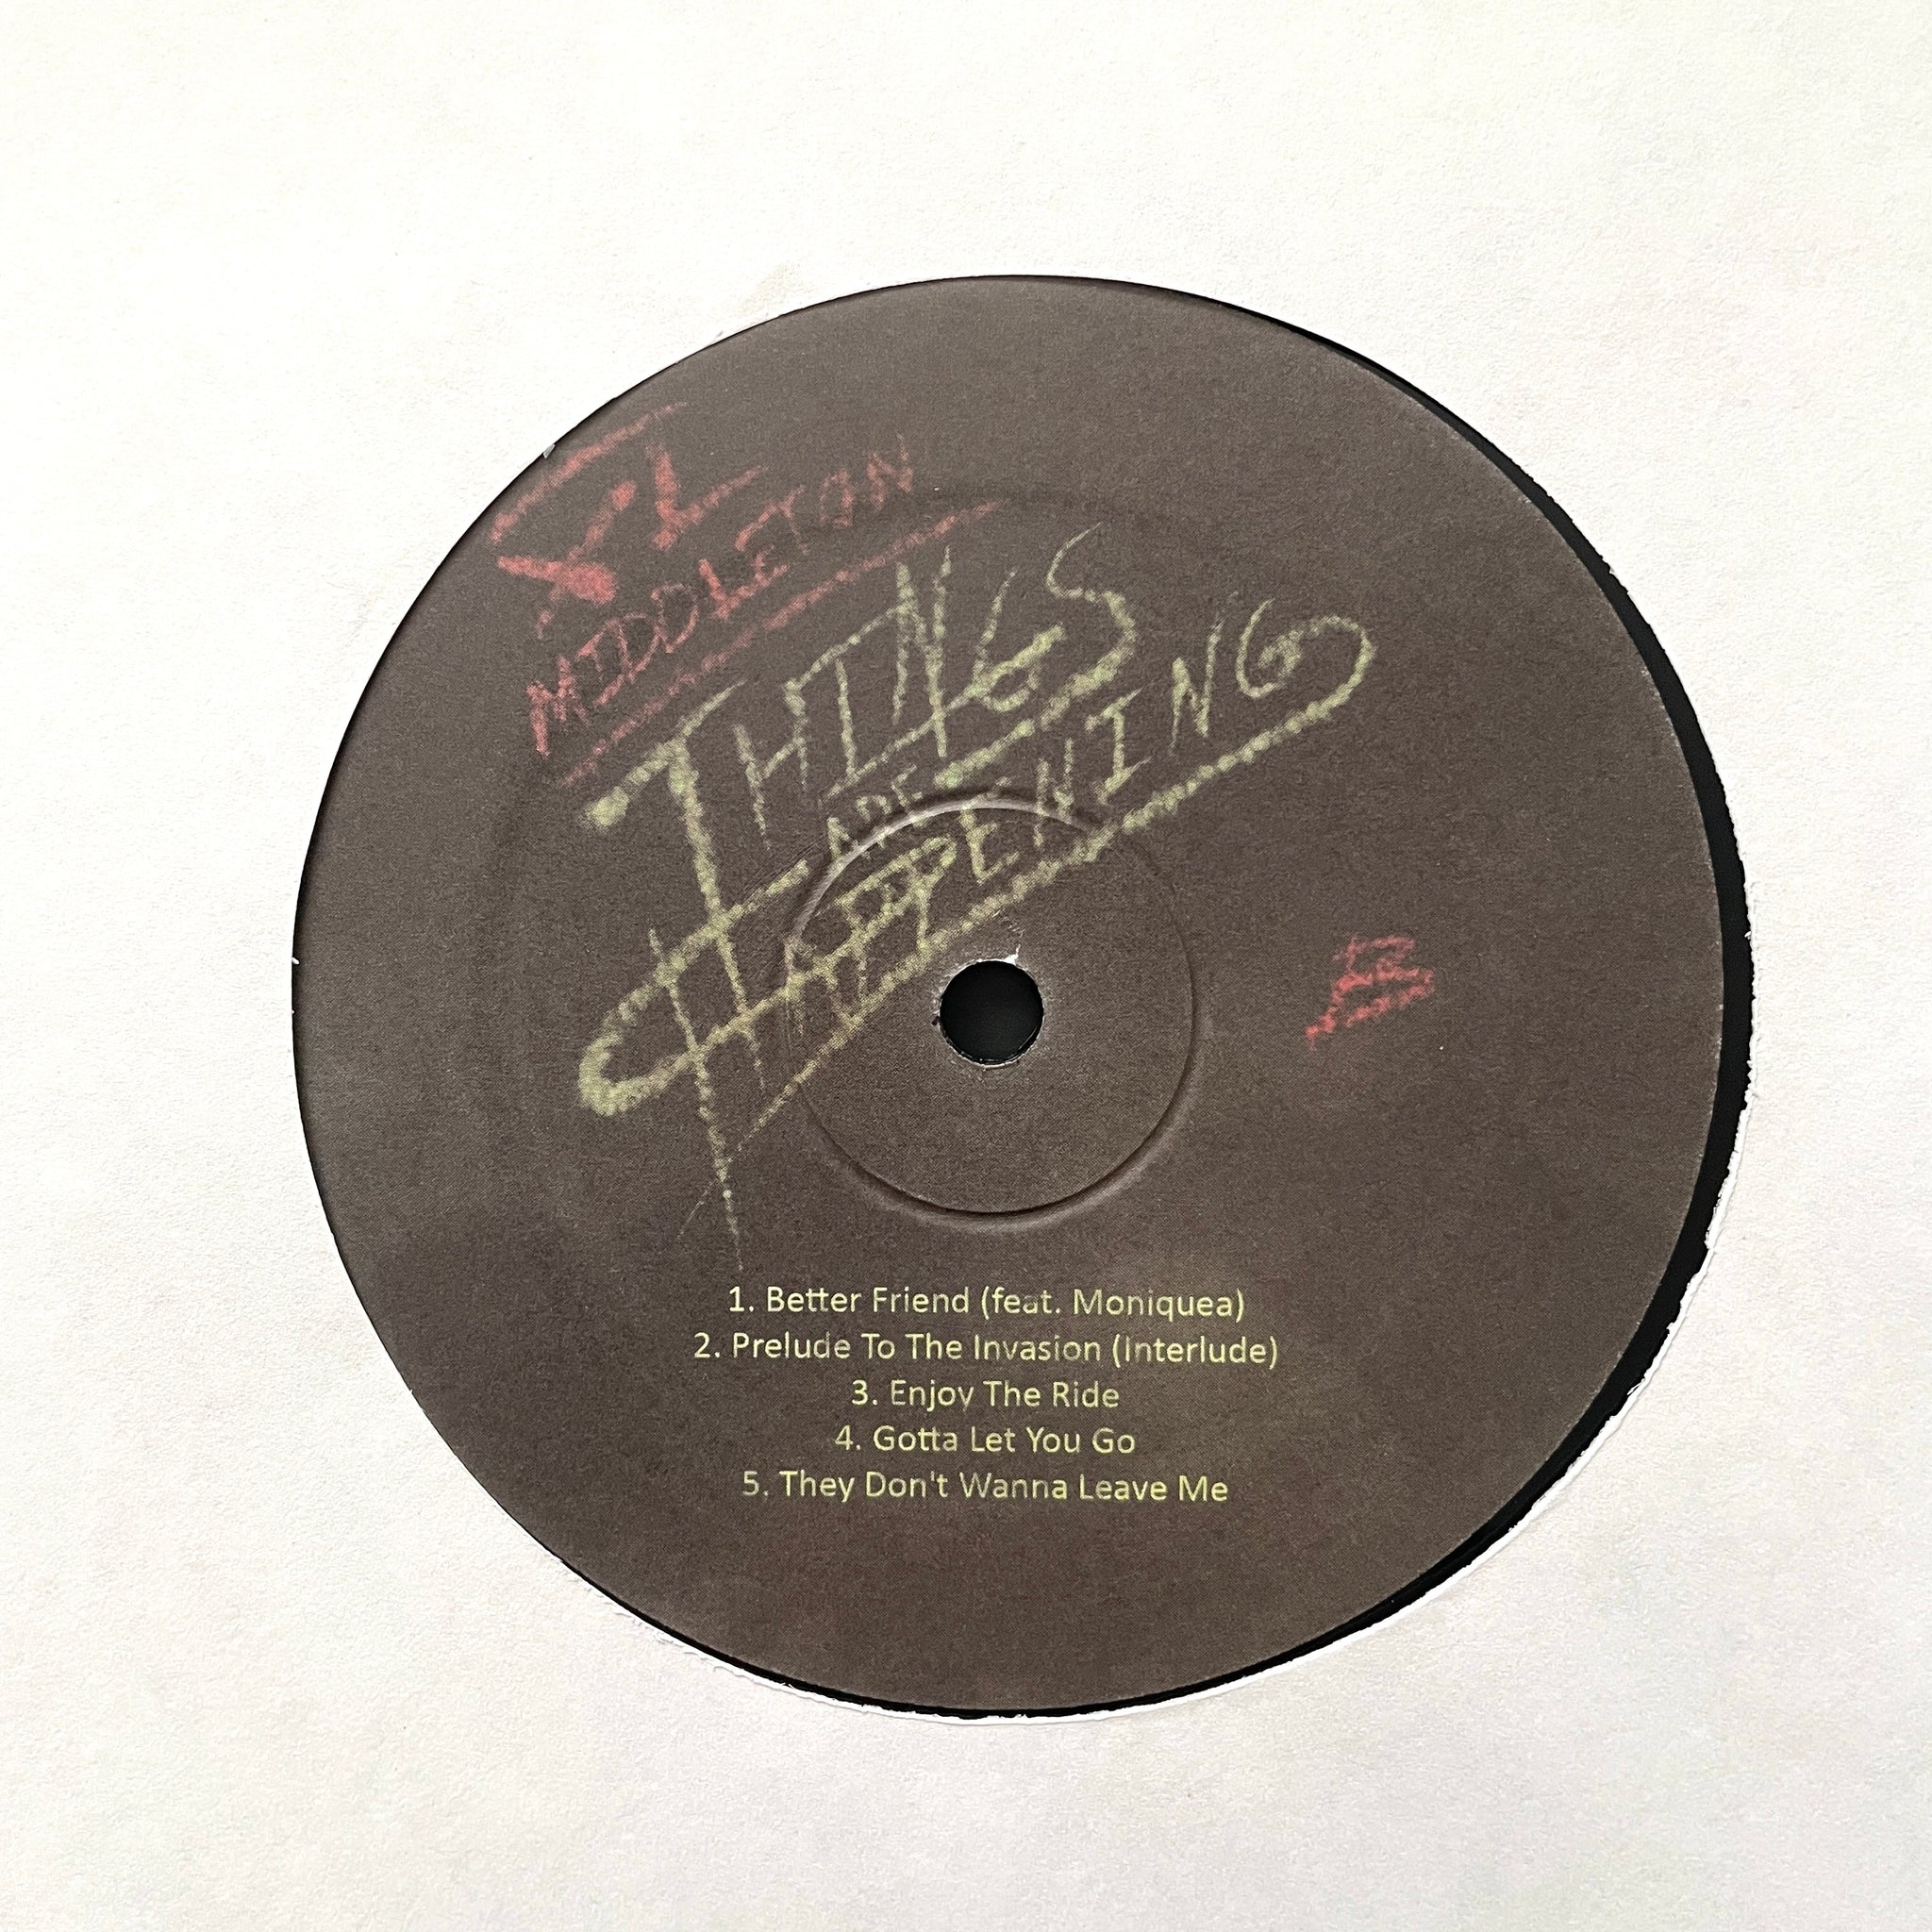 XL
MIDDLETON
THINGS
ARE
HAPPENING
B
1. Better Friend (feat. Moniquea)
2. Prelude To The Invasion (Interlude)
3. Enjoy The Ride
4. Gotta Let You Go
5. They Don't Wanna Leave Me